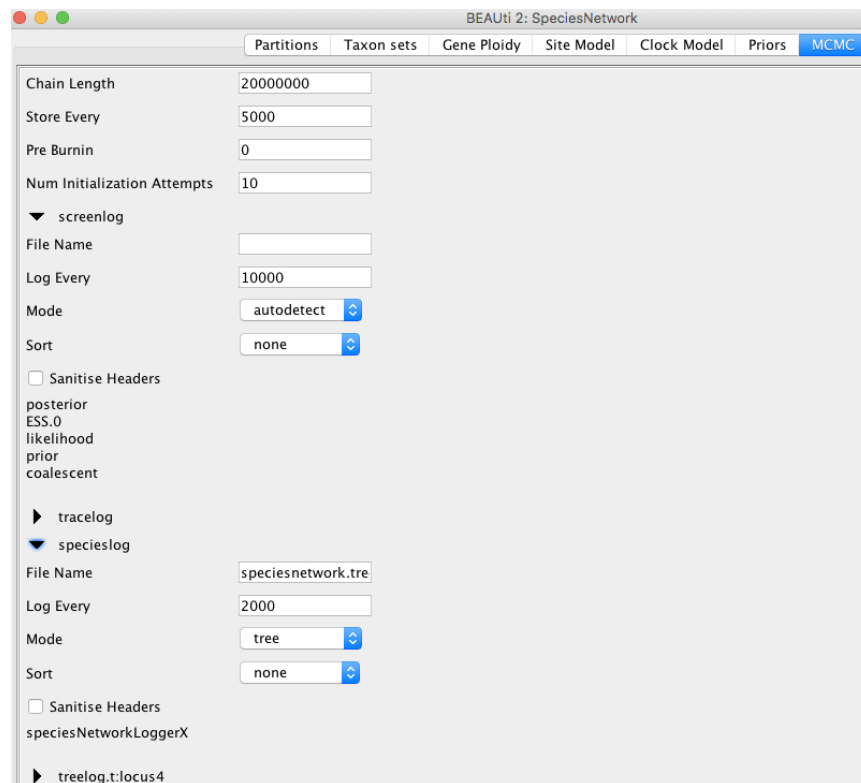 BEAUti 2: SpeciesNetwork
Partitions Taxon sets Gene Ploidy Site Model Clock Model Priors MCMC
Chain Length 20000000
Store Every 5000
Pre Burnin 0
Num Initialization Attempts 10
screenlog
File Name
Log Every 10000
Mode autodetect
Sort none
Sanitise Headers
posterior
ESS.0
likelihood
prior
coalescent
tracelog
specieslog
File Name speciesnetwork.tre
Log Every 2000
Mode tree
Sort none
Sanitise Headers
speciesNetworkLoggerX
treelog.t:locus4